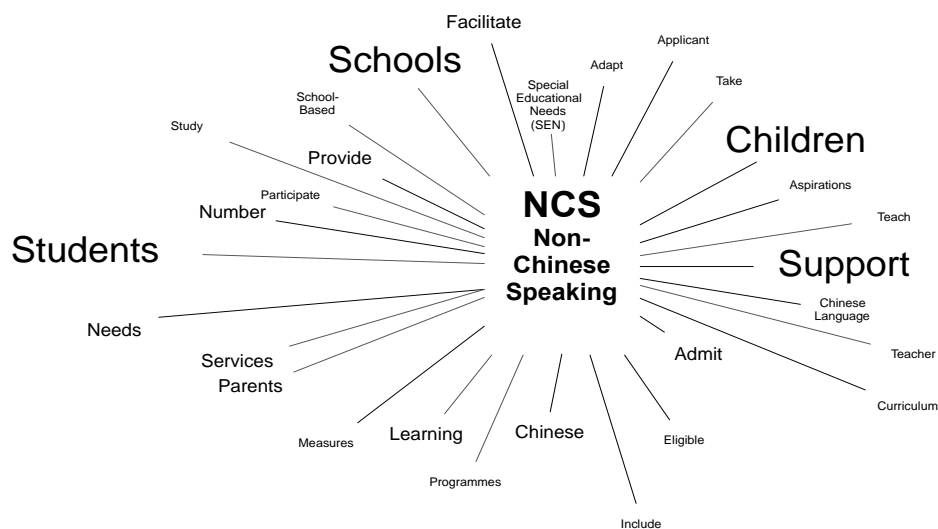 Facilitate
Applicant
Schools
Adapt
Take
Special
Educational
Needs
(SEN)
School-
Based
Study
Children
Provide
Aspirations
Participate
Number
NCS
Non-
Chinese
Speaking
Teach
Students
Support
Chinese
Language
Needs
Services
Parents
Admit
Teacher
Curriculum
Measures
Learning
Chinese
Eligible
Programmes
Include